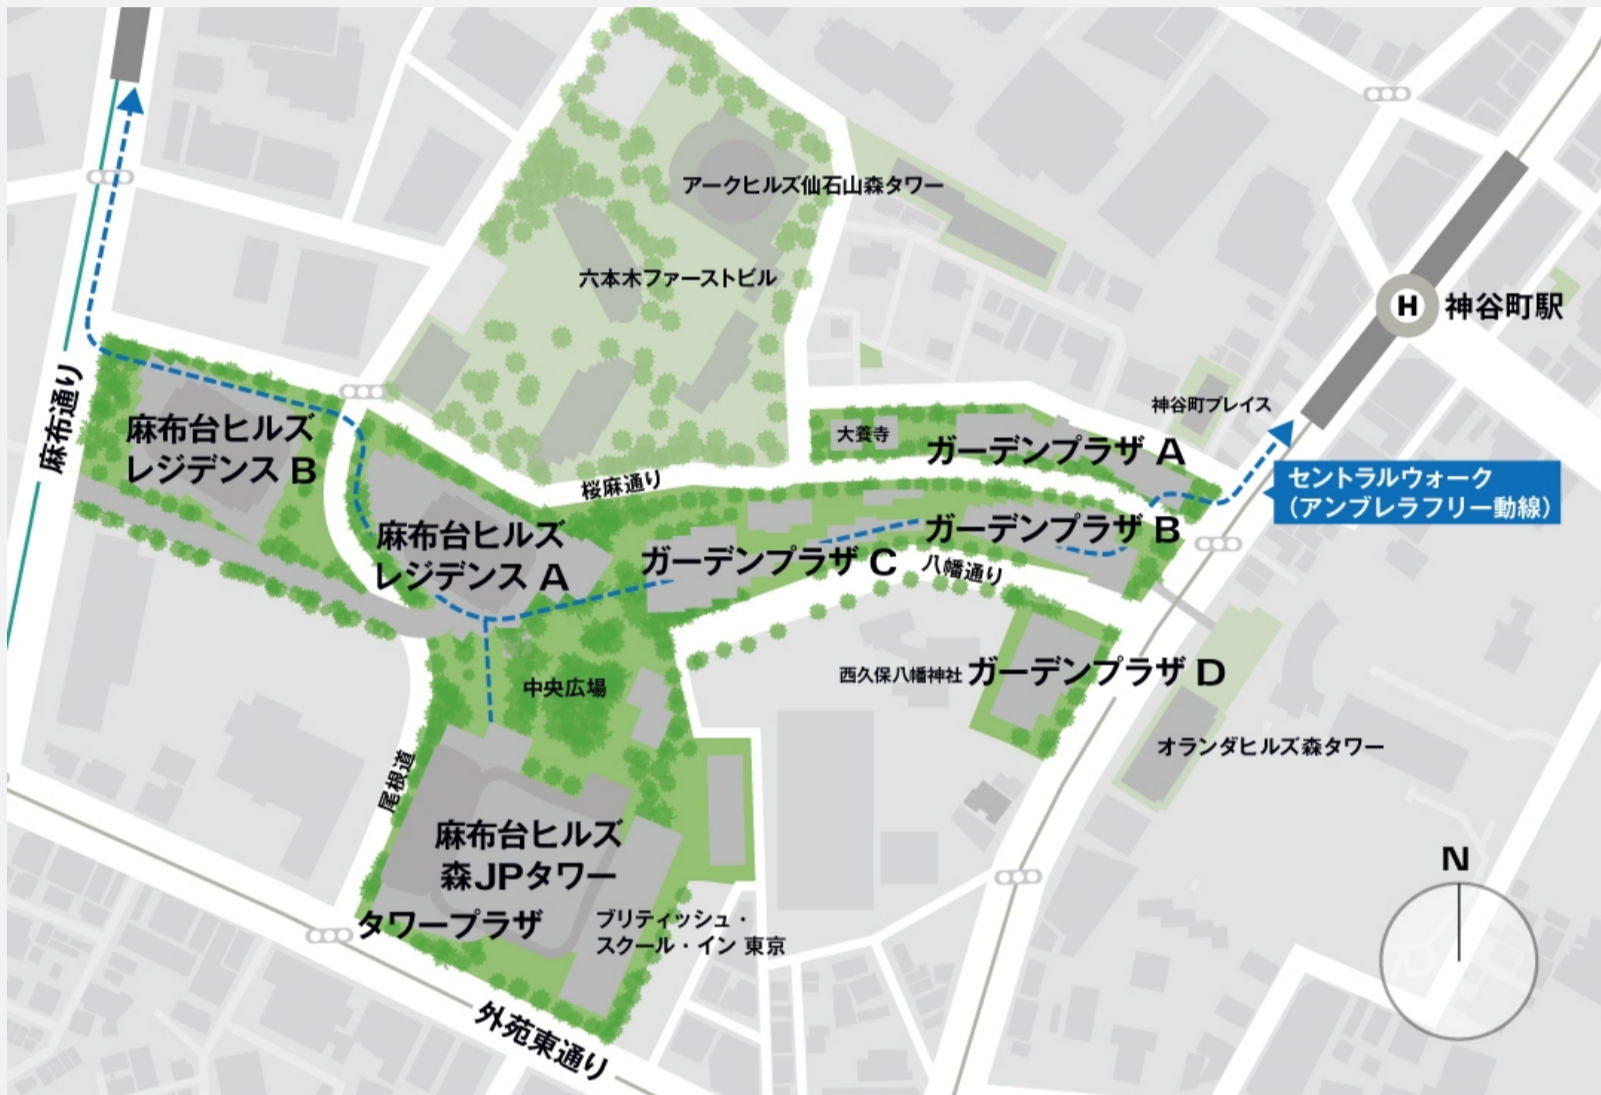 アークヒルズ仙石山森タワー
六本木ファーストビル
H 神谷町駅
神谷町プレイス
麻布通り
麻布台ヒルズ
レジデンス B
大養寺
ガーデンプラザ A
セントラルウォーク
（アンブレラフリー動線）
桜麻通り
麻布台ヒルズ
レジデンス A
ガーデンプラザ B
ガーデンプラザ C
八幡通り
西久保八幡神社
ガーデンプラザ D
中央広場
オランダヒルズ森タワー
尾根道
麻布台ヒルズ
森JPタワー
タワープラザ
ブリティッシュ・
スクール・イン 東京
外苑東通り
N